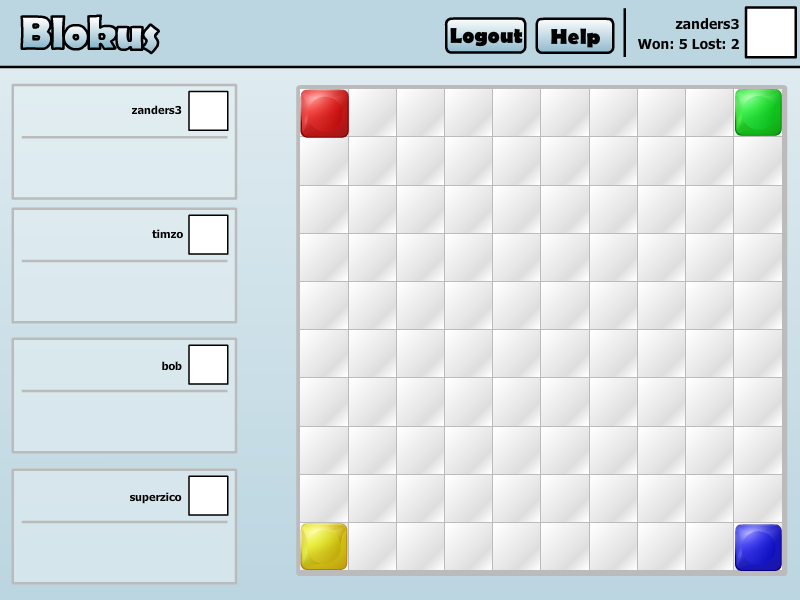 Blokus
Logout
Help
zanders3
Won: 5 Lost: 2
zanders3
timzo
bob
superzico